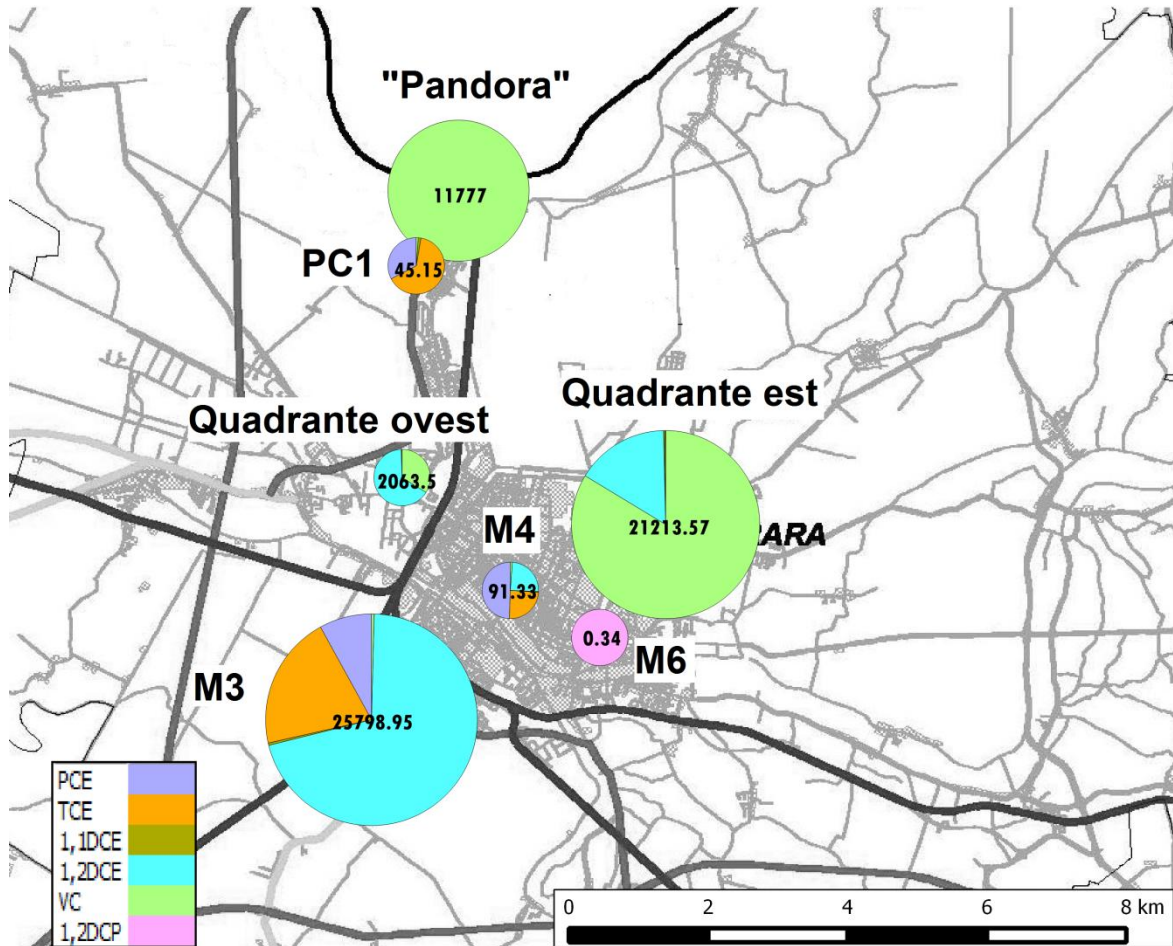 "Pandora"
11777
PC1
45.15
Quadrante est
Quadrante ovest
2063.5
M4
21213.57
RARA
91.33
0.34
M6
M3
25798.95
PCE
TCE
1,1DCE
1,2DCE
VC
1,2DCP
0 2 4 6 8 km